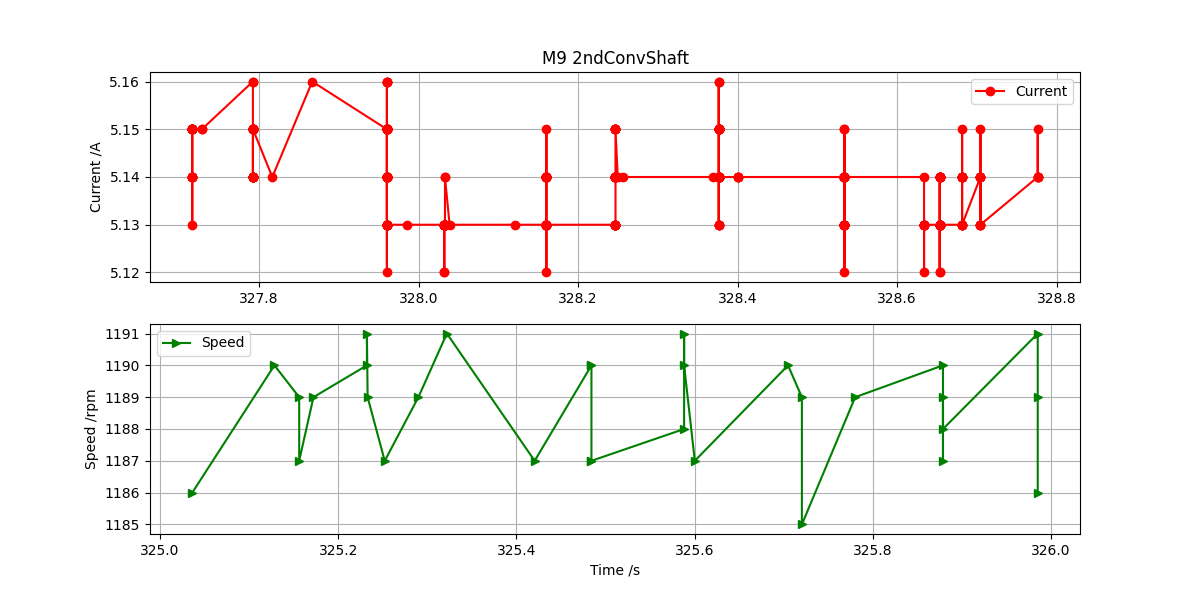 M9 2ndConvShaft
5.16
5.15
5.14
5.13
5.12
Current /A
Current
327.8 328.0 328.2 328.4 328.6 328.8
1191
1190
1189
1188
1187
1186
1185
Speed /rpm
Speed
325.0 325.2 325.4 325.6 325.8 326.0
Time /s